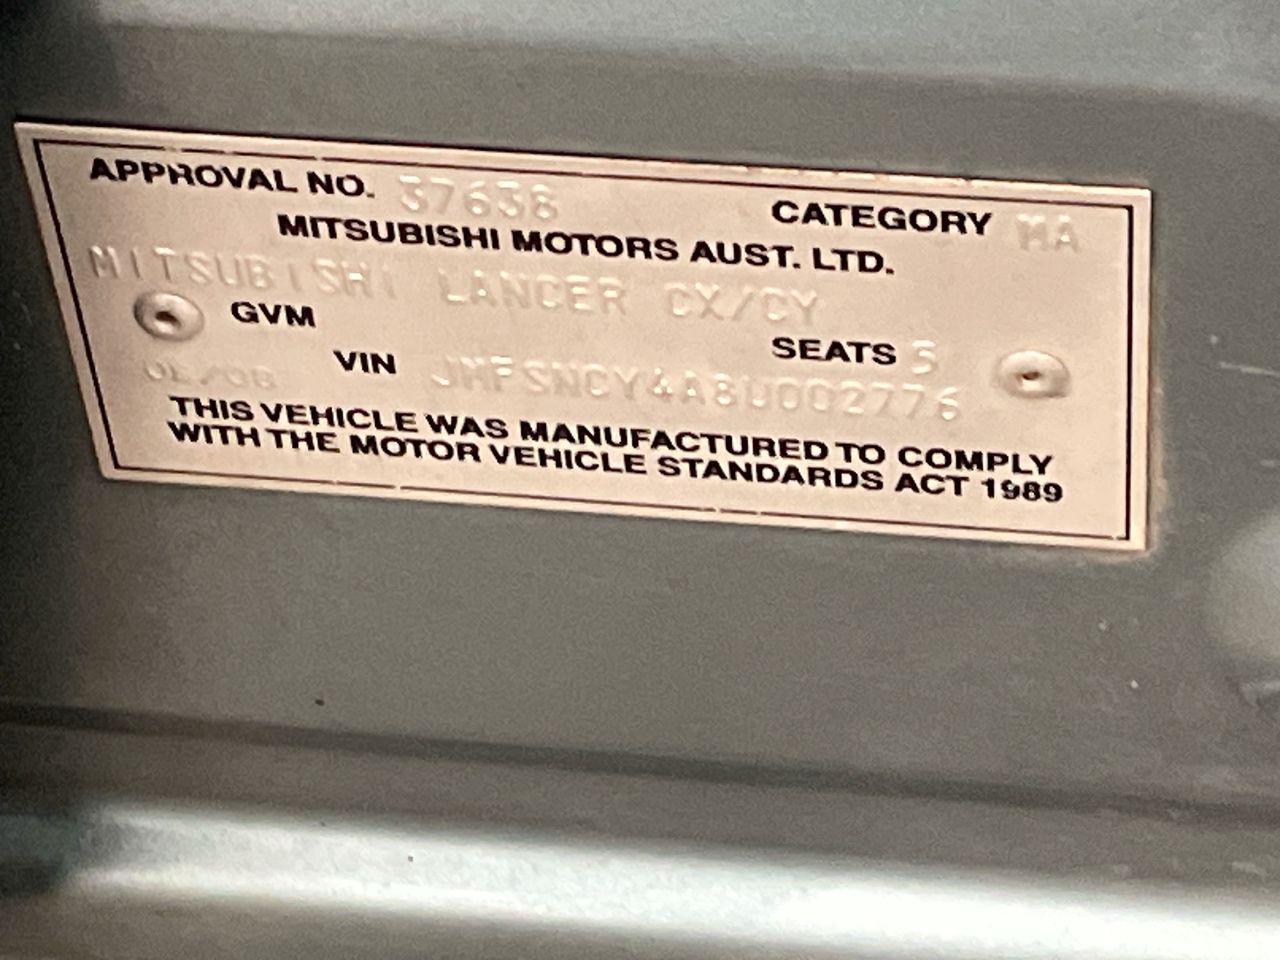 APPROVAL NO. 37638 CATEGORY MA
MITSUBISHI MOTORS AUST. LTD.
MITSUBISHI LANCER CX/CY
GVM SEATS 5
VIN JMFSNCY4A8U002776
THIS VEHICLE WAS MANUFACTURED TO COMPLY
WITH THE MOTOR VEHICLE STANDARDS ACT 1989